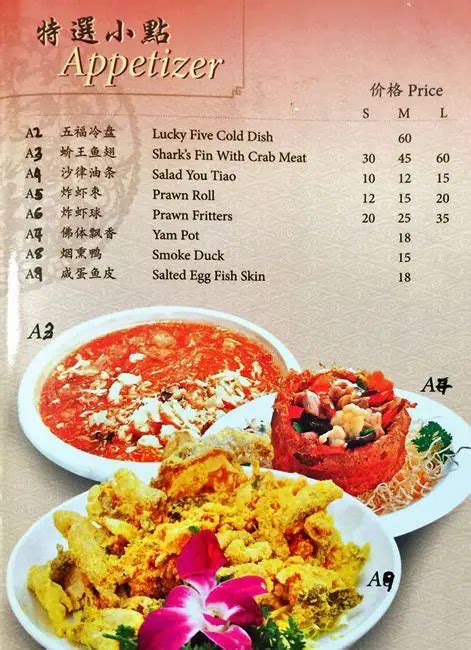 特選小點
Appetizer
价格 Price
S M L
A2 五福冷盘 Lucky Five Cold Dish 60
A3 蚧王鱼翅 Shark's Fin With Crab Meat 30 45 60
A4 沙律油条 Salad You Tiao 10 12 15
A5 炸虾枣 Prawn Roll 12 15 20
A6 炸虾球 Prawn Fritters 20 25 35
A7 佛体飘香 Yam Pot 18
A8 烟熏鸭 Smoke Duck 15
A9 咸蛋鱼皮 Salted Egg Fish Skin 18
A3
A7
A9